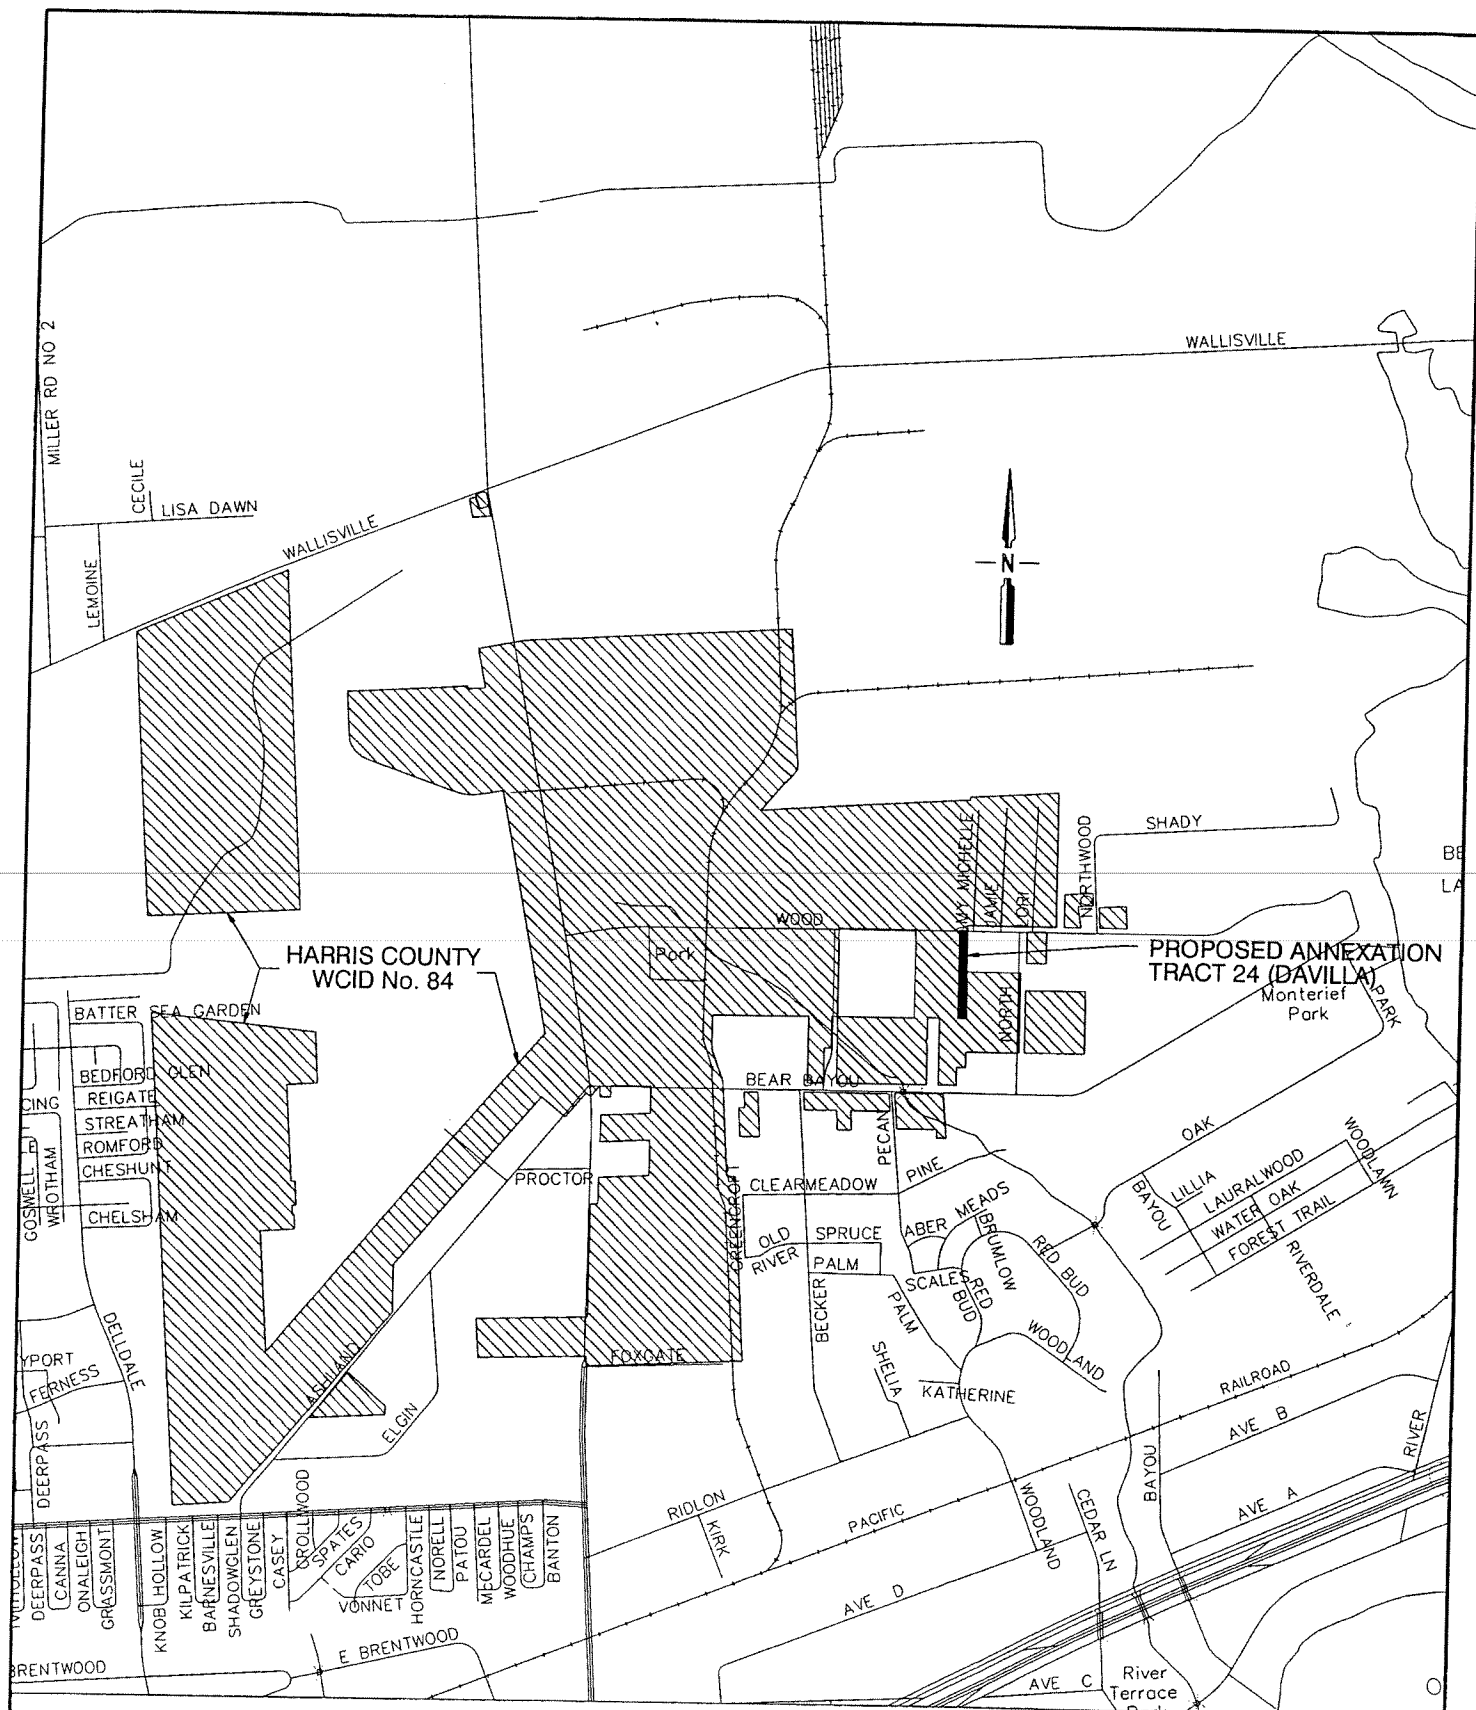 WALLISVILLE
MILLER RD NO 2
CECILE
LISA DAWN
WALLISVILLE
LEMOINE
N
SHADY
NORTHWOOD
AMY MICHELLE
JAMIE
LORI
WOOD
Park
HARRIS COUNTY
WCID No. 84
PROPOSED ANNEXATION
TRACT 24 (DAVILLA)
Monterief
Park
PARK
NORTH
BATTER SEA GARDEN
BEDFORD GLEN
REIGATE
STREATHAM
ROMFORD
CHESHUNT
CHELSHAM
WROTHAM
BEAR BAYOU
PECAN
PINE
PROCTOR
CLEARMEADOW
GREENCROFT
OLD
RIVER
SPRUCE
PALM
BECKER
ABER
MEADS
BRUMLOW
SCALES
RED
BUD
RED BUD
PALM
WOODLAND
SHELIA
KATHERINE
OAK
BAYOU
LILLIA
LAURALWOOD
WATER OAK
FOREST TRAIL
WOODLAWN
RIVERDALE
DELLDALE
FERNESS
DEERPASS
ASHLAND
ELGIN
FOXGATE
RAILROAD
AVE B
RIVER
RIDLON
KIRK
PACIFIC
WOODLAND
CEDAR LN
BAYOU
AVE A
AVE D
AVE C
River
Terrace
DEERPASS
CANNA
ONALEIGH
GRASSMONT
KNOB HOLLOW
KILPATRICK
BARNESVILLE
SHADOWGLEN
GREYSTONE
CASEY
CROLLWOOD
SPATES
CARIO
TOBE
VONNET
HORNCASTLE
NORELL
PATOU
McCARDEL
WOODHUE
CHAMPS
BANTON
E BRENTWOOD
BRENTWOOD